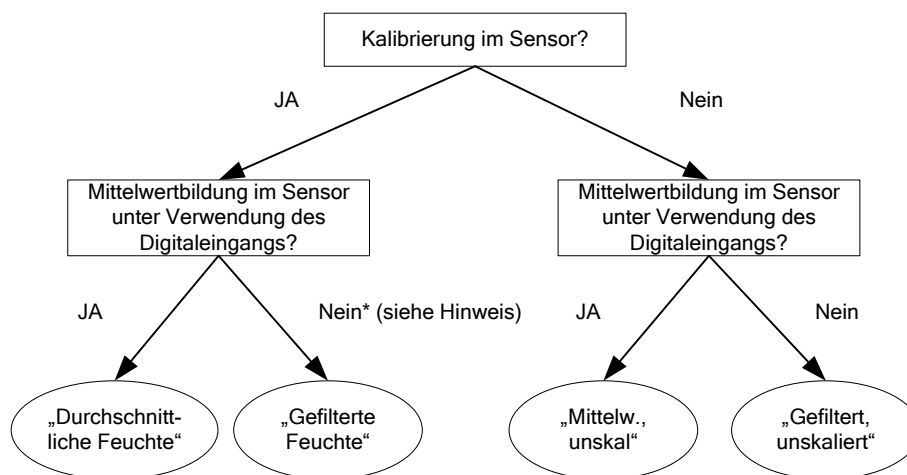 Kalibrierung im Sensor?
JA
Nein
Mittelwertbildung im Sensor
unter Verwendung des
Digitaleingangs?
Mittelwertbildung im Sensor
unter Verwendung des
Digitaleingangs?
JA
Nein* (siehe Hinweis)
JA
Nein
„Durchschnitt-
liche Feuchte“
„Gefilterte
Feuchte“
„Mittelw.,
unskal“
„Gefiltert,
unskaliert“